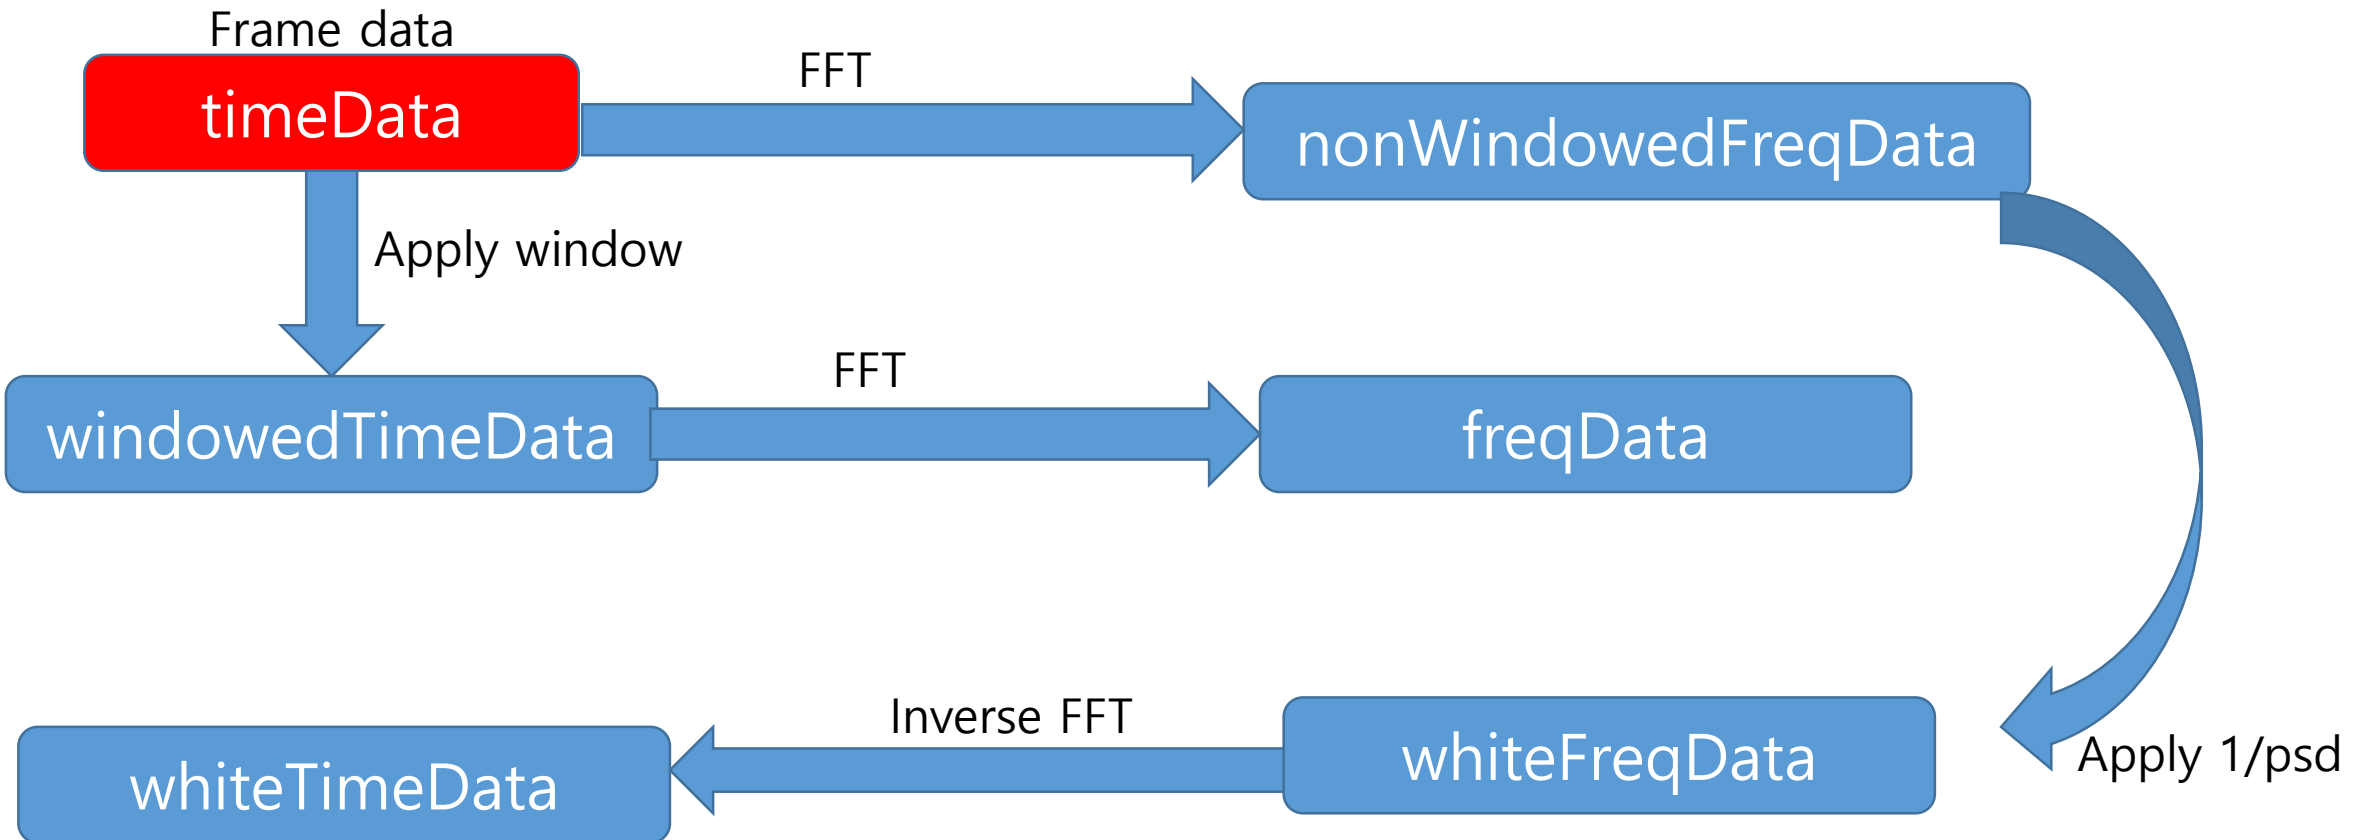 Frame data
timeData
FFT
nonWindowedFreqData
Apply window
windowedTimeData
FFT
freqData
whiteTimeData
Inverse FFT
whiteFreqData
Apply 1/psd